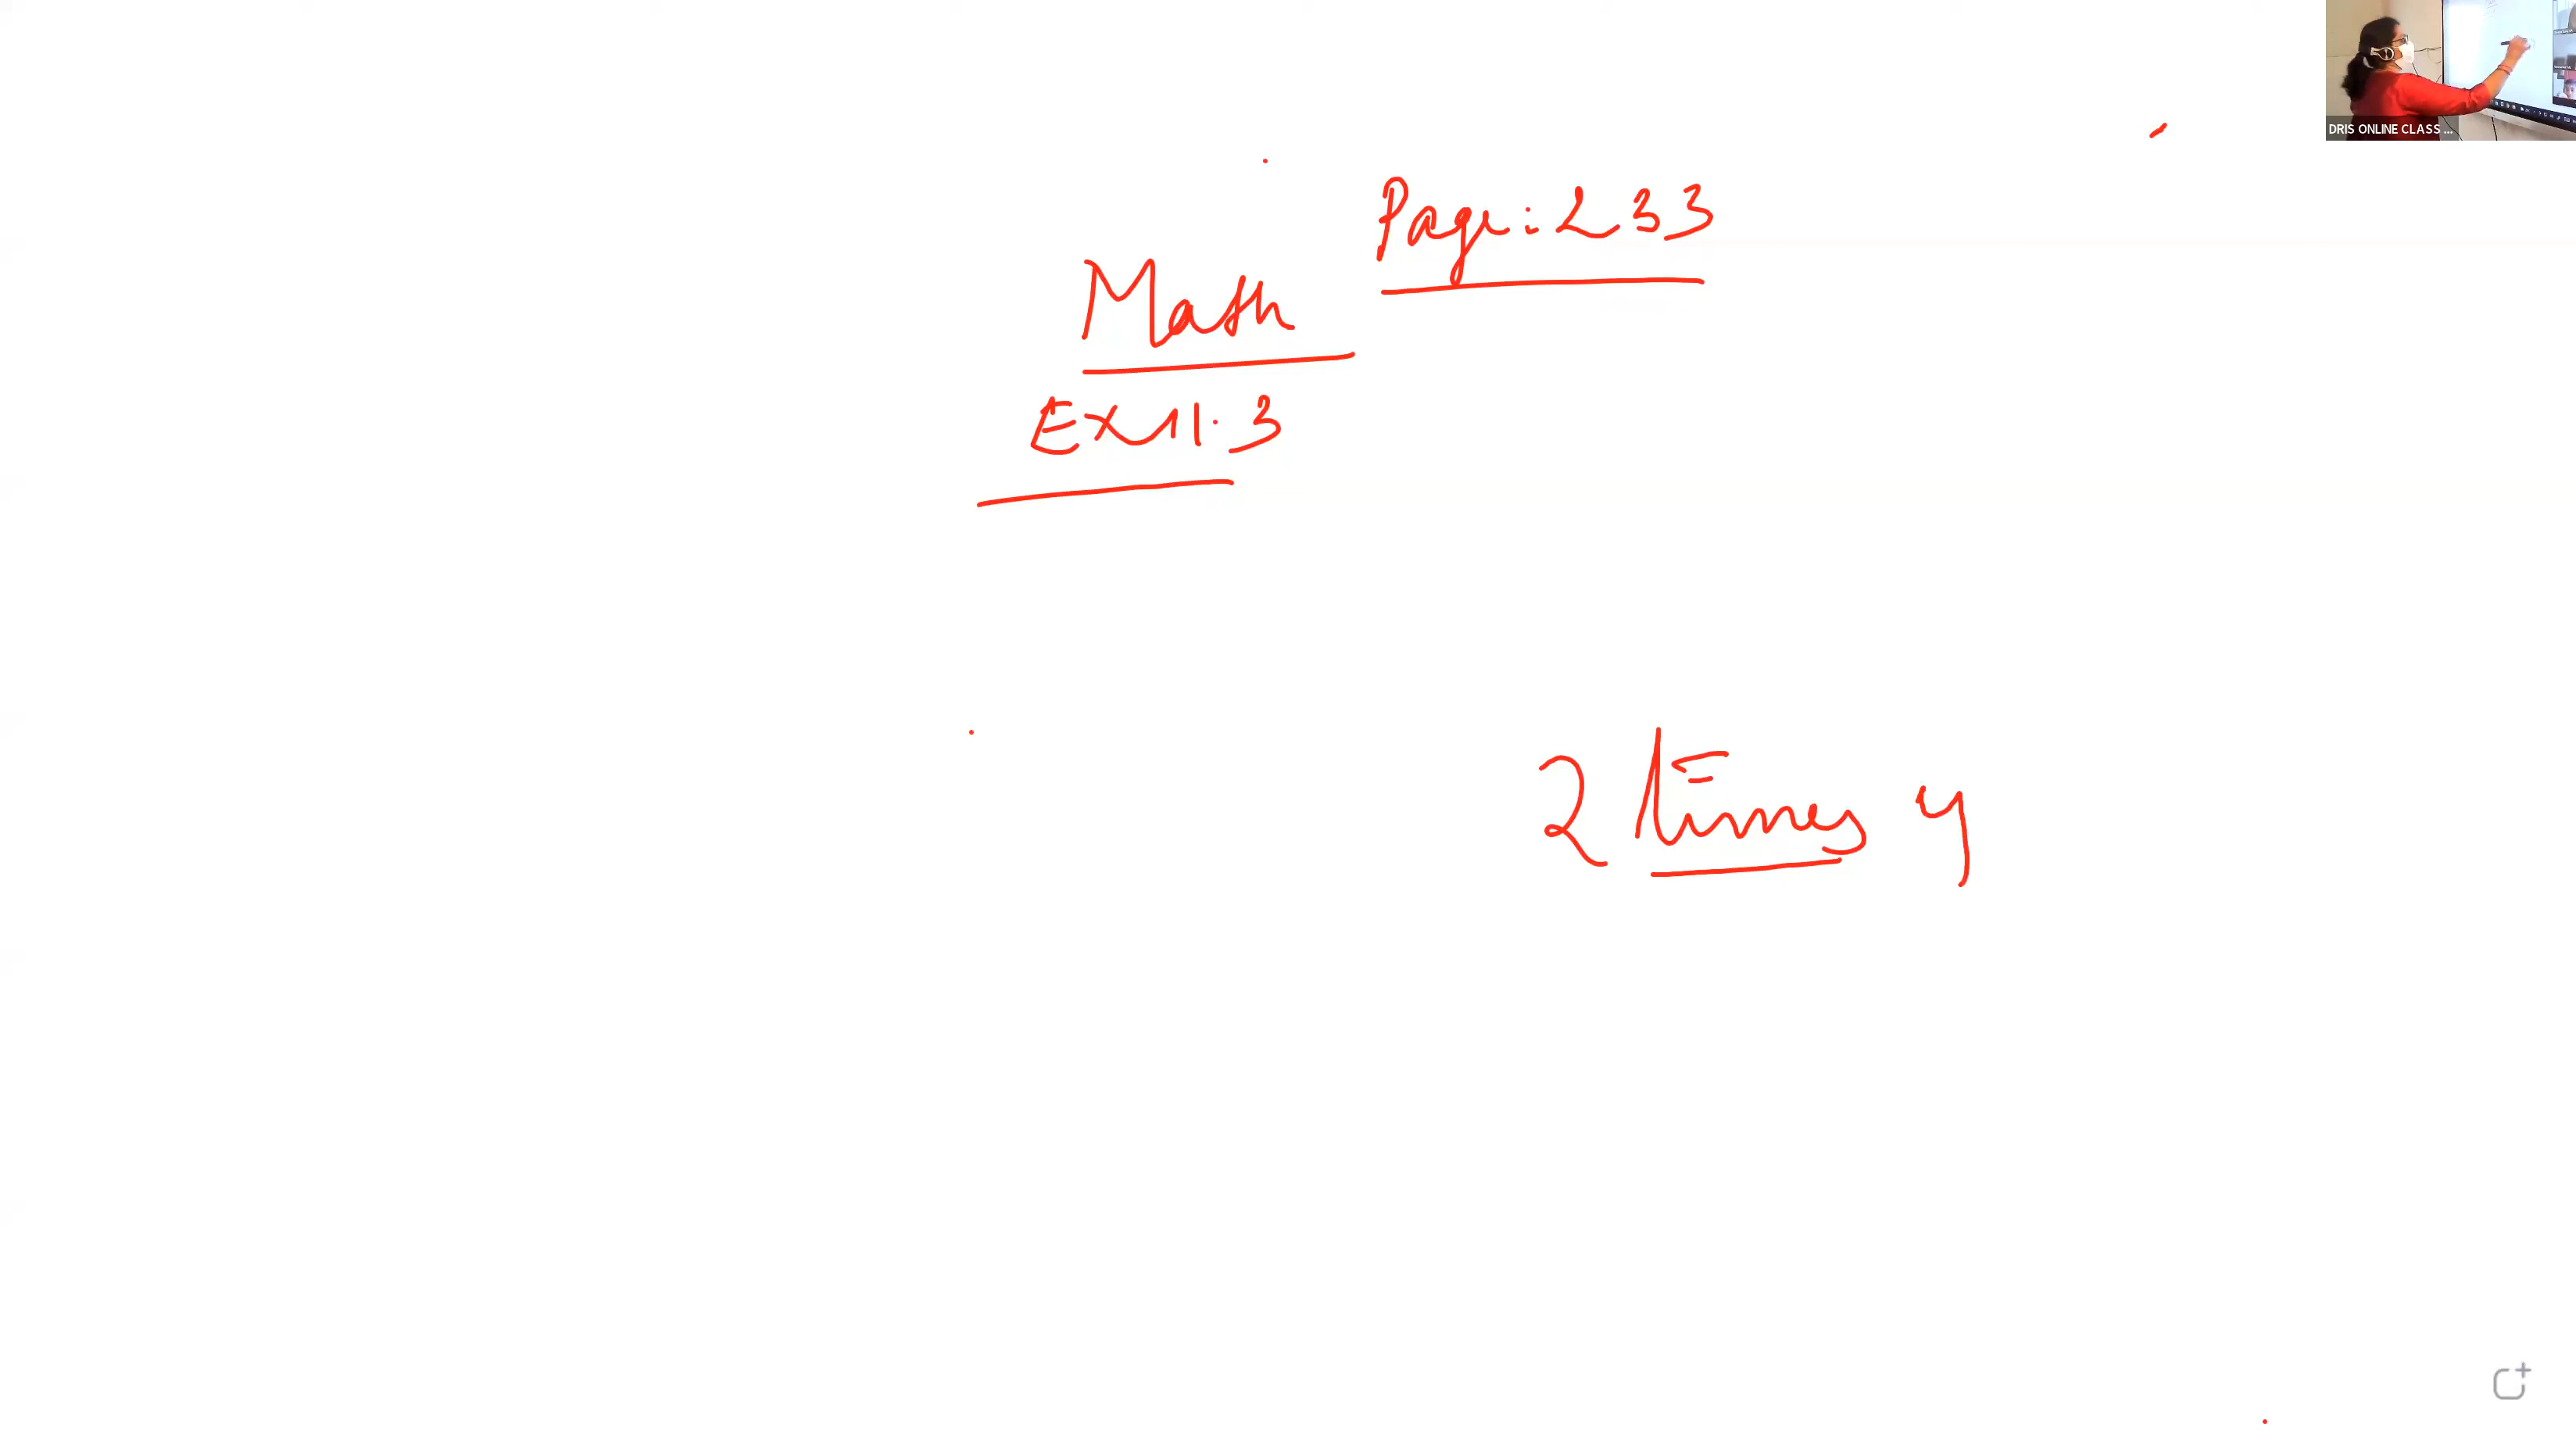 DRIS ONLINE CLASS ...
Page: 233
Math
Ex 11.3
2 times y